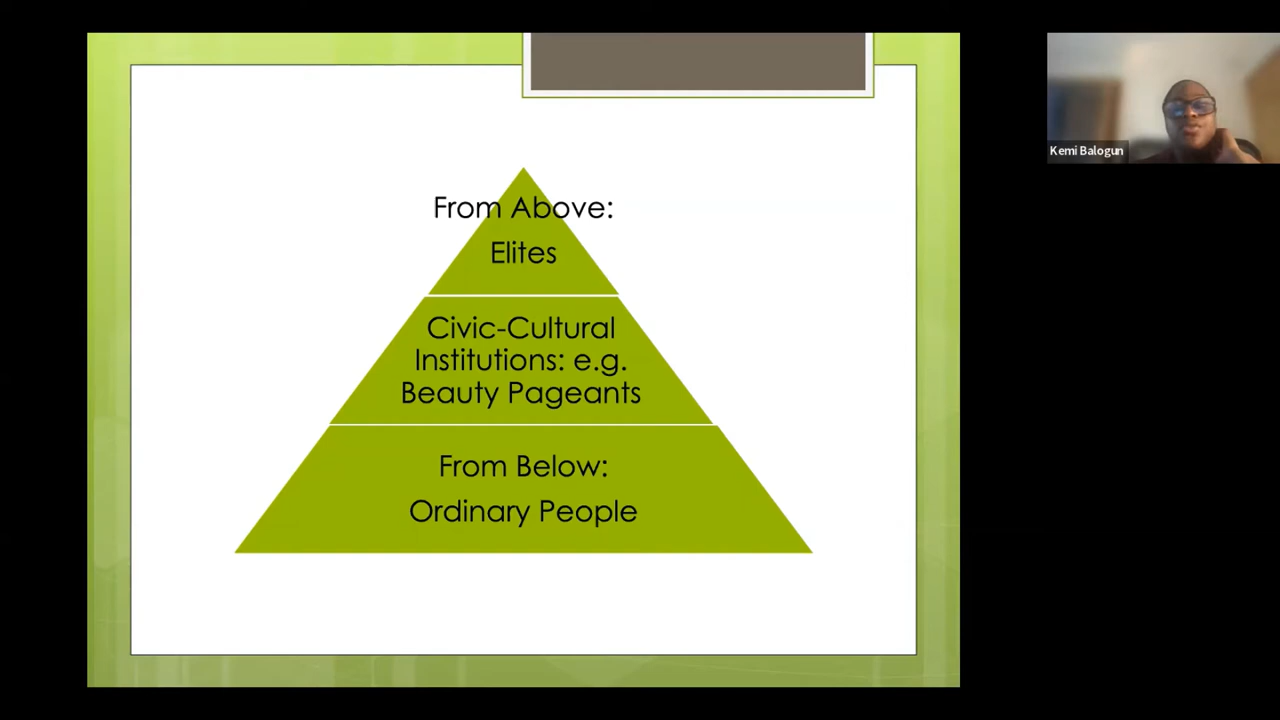 From Above:
Elites
Civic-Cultural
Institutions: e.g.
Beauty Pageants
From Below:
Ordinary People
Kemi Balogun